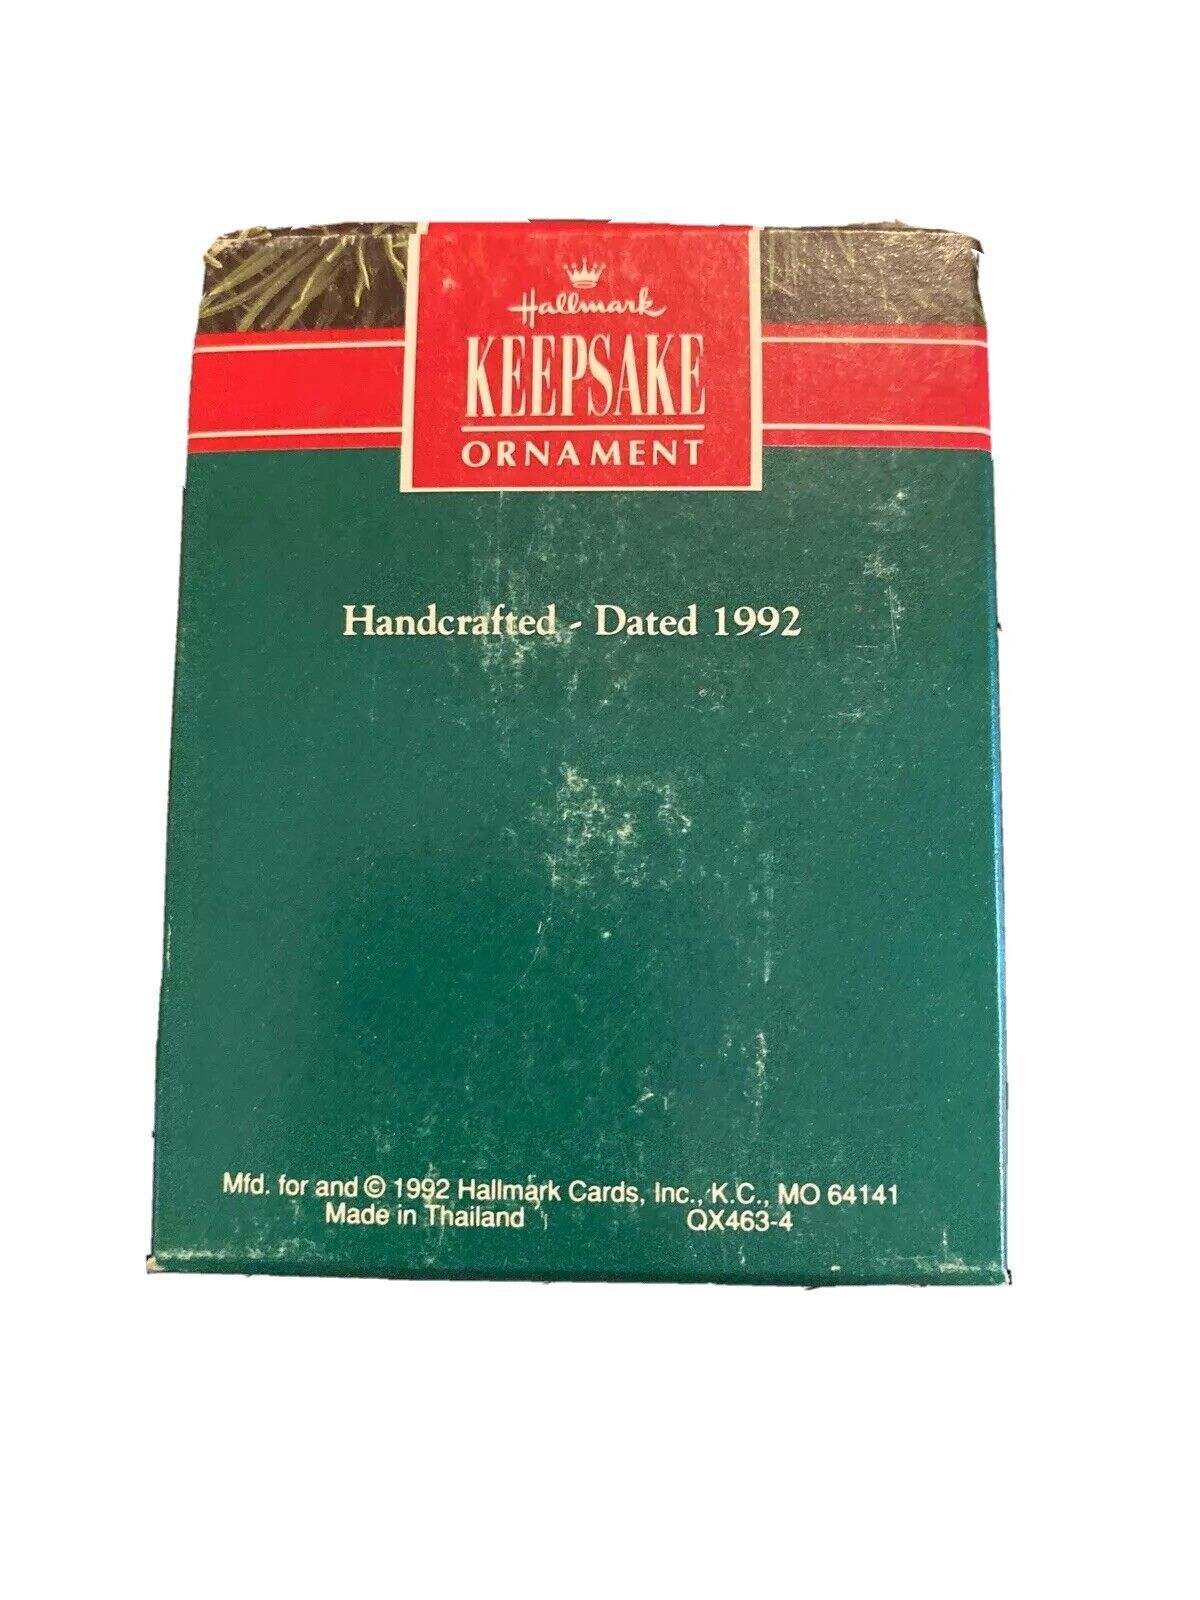 Hallmark
KEEPSAKE
ORNAMENT
Handcrafted - Dated 1992
Mfd. for and © 1992 Hallmark Cards, Inc., K.C., MO 64141
Made in Thailand QX463-4